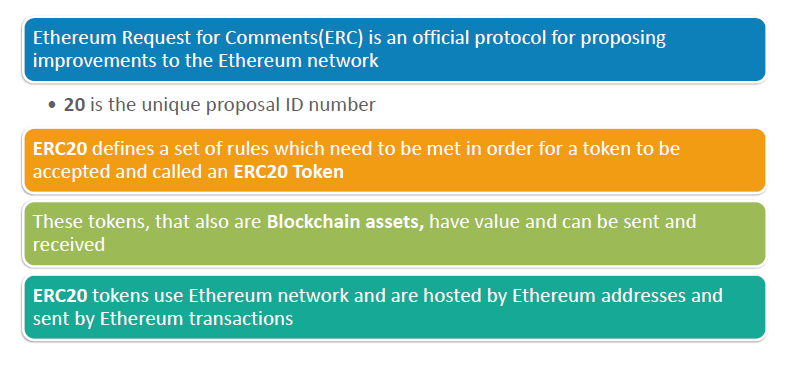 Ethereum Request for Comments(ERC) is an official protocol for proposing
improvements to the Ethereum network
• 20 is the unique proposal ID number
ERC20 defines a set of rules which need to be met in order for a token to be
accepted and called an ERC20 Token
These tokens, that also are Blockchain assets, have value and can be sent and
received
ERC20 tokens use Ethereum network and are hosted by Ethereum addresses and
sent by Ethereum transactions